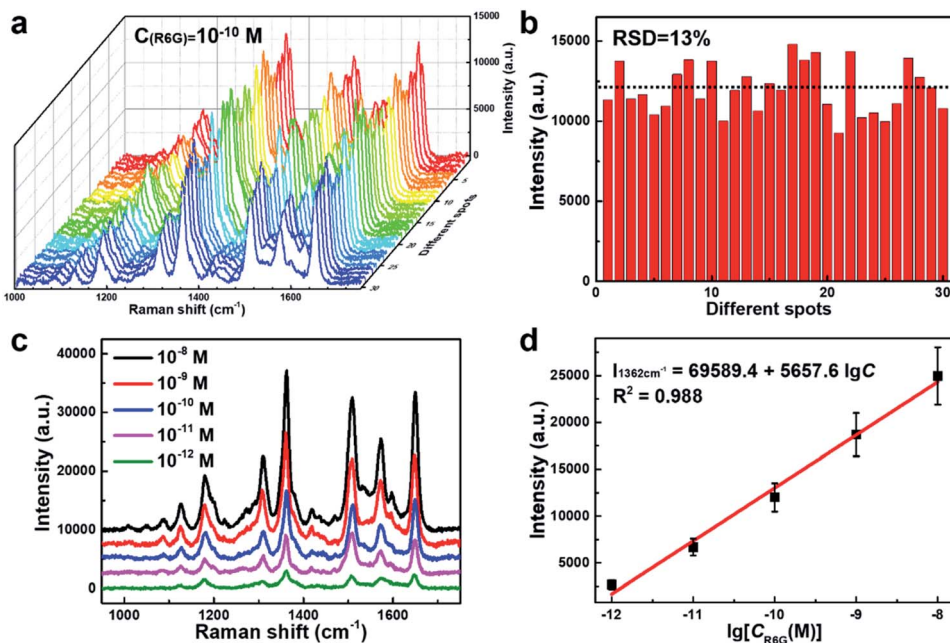 a
C(R6G)=10⁻¹⁰ M
15000
10000
5000
0
Intensity (a.u.)
5
10
15
20
25
30
Different spots
1000
1200
1400
1600
Raman shift (cm⁻¹)
b
RSD=13%
15000
10000
5000
0
Intensity (a.u.)
0
10
20
30
Different spots
c
10⁻⁸ M
10⁻⁹ M
10⁻¹⁰ M
10⁻¹¹ M
10⁻¹² M
40000
30000
20000
10000
0
Intensity (a.u.)
1000
1200
1400
1600
Raman shift (cm⁻¹)
d
I1362cm⁻¹ = 69589.4 + 5657.6 lgC
R² = 0.988
25000
20000
15000
10000
5000
0
Intensity (a.u.)
-12
-11
-10
-9
-8
lg[CR6G(M)]